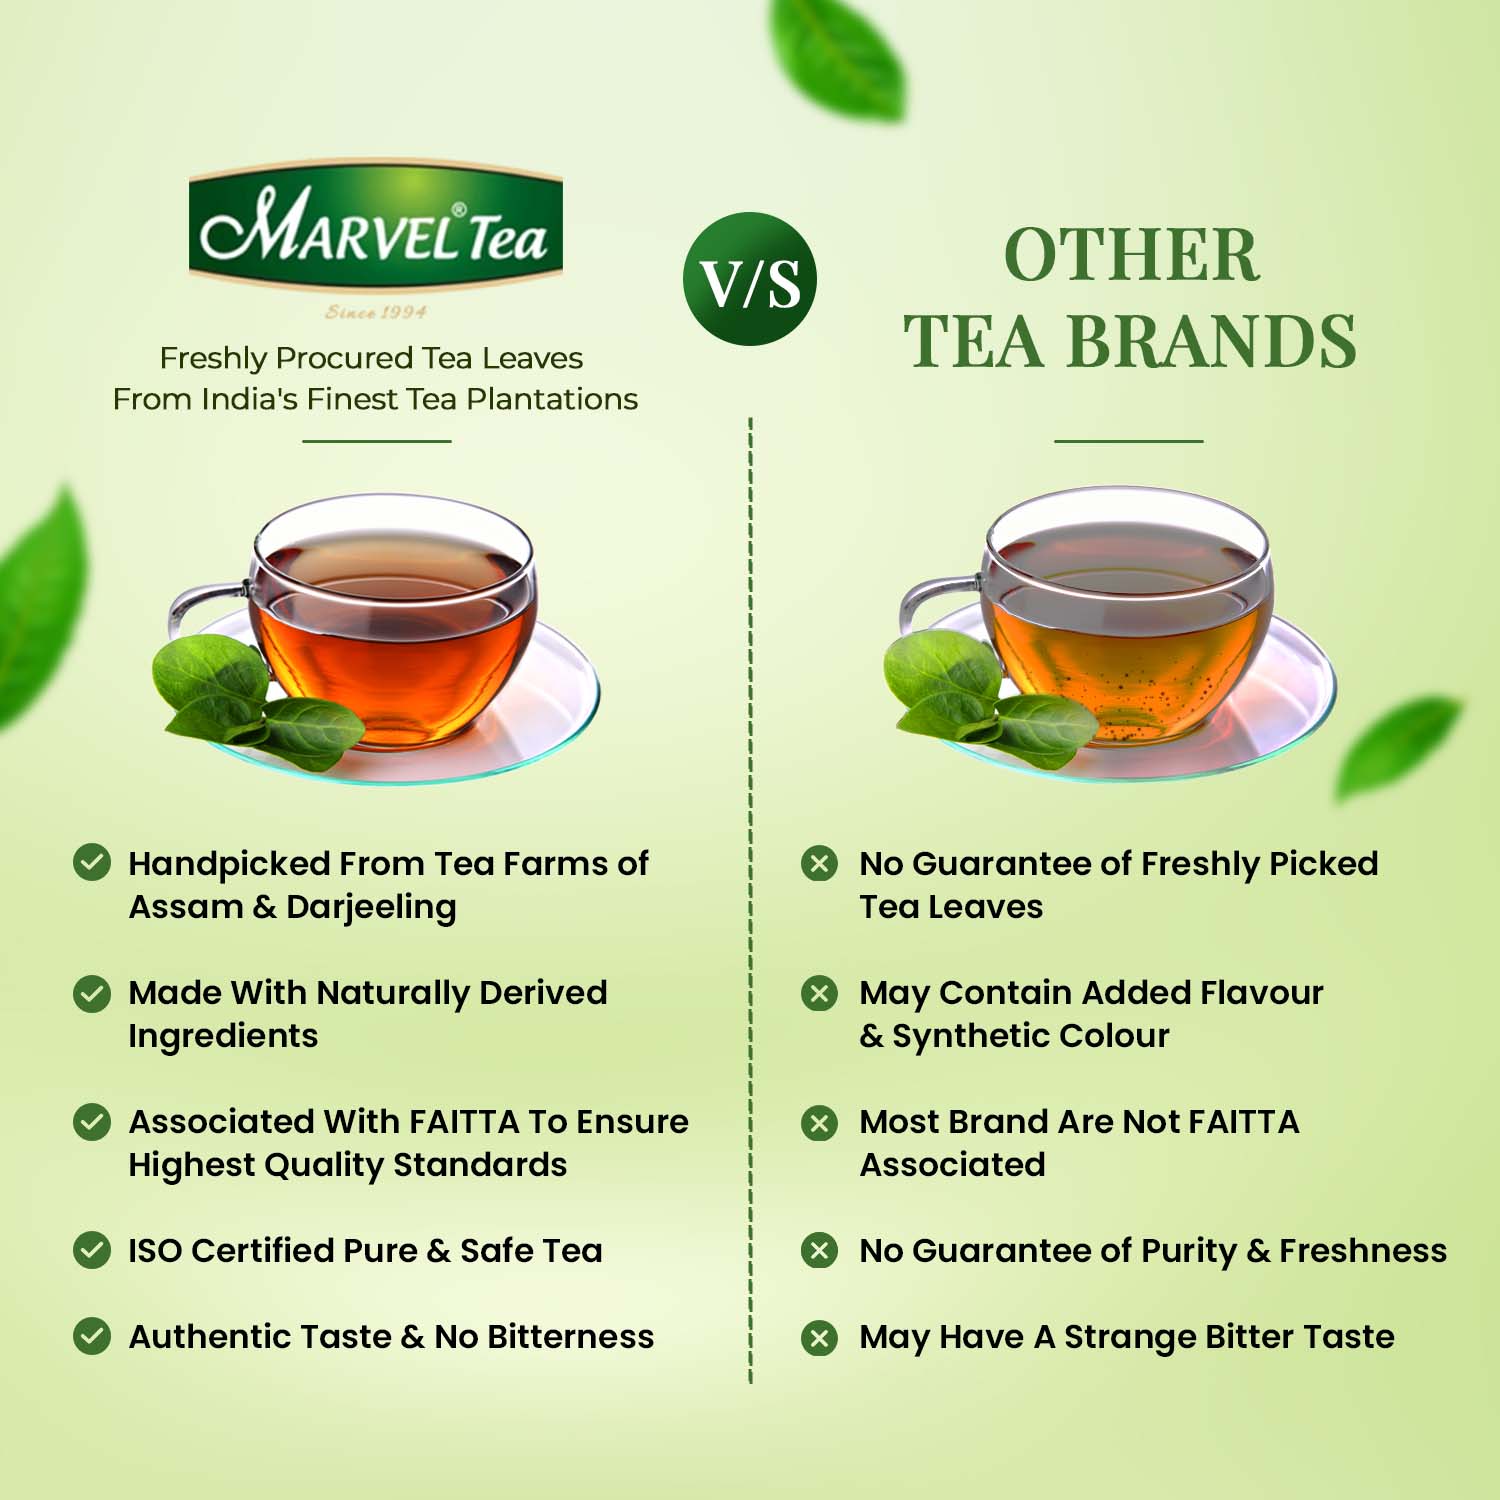 MARVEL® Tea
Since 1994
Freshly Procured Tea Leaves
From India's Finest Tea Plantations
V/S
OTHER
TEA BRANDS
Handpicked From Tea Farms of
Assam & Darjeeling
Made With Naturally Derived
Ingredients
Associated With FAITTA To Ensure
Highest Quality Standards
ISO Certified Pure & Safe Tea
Authentic Taste & No Bitterness
No Guarantee of Freshly Picked
Tea Leaves
May Contain Added Flavour
& Synthetic Colour
Most Brand Are Not FAITTA
Associated
No Guarantee of Purity & Freshness
May Have A Strange Bitter Taste